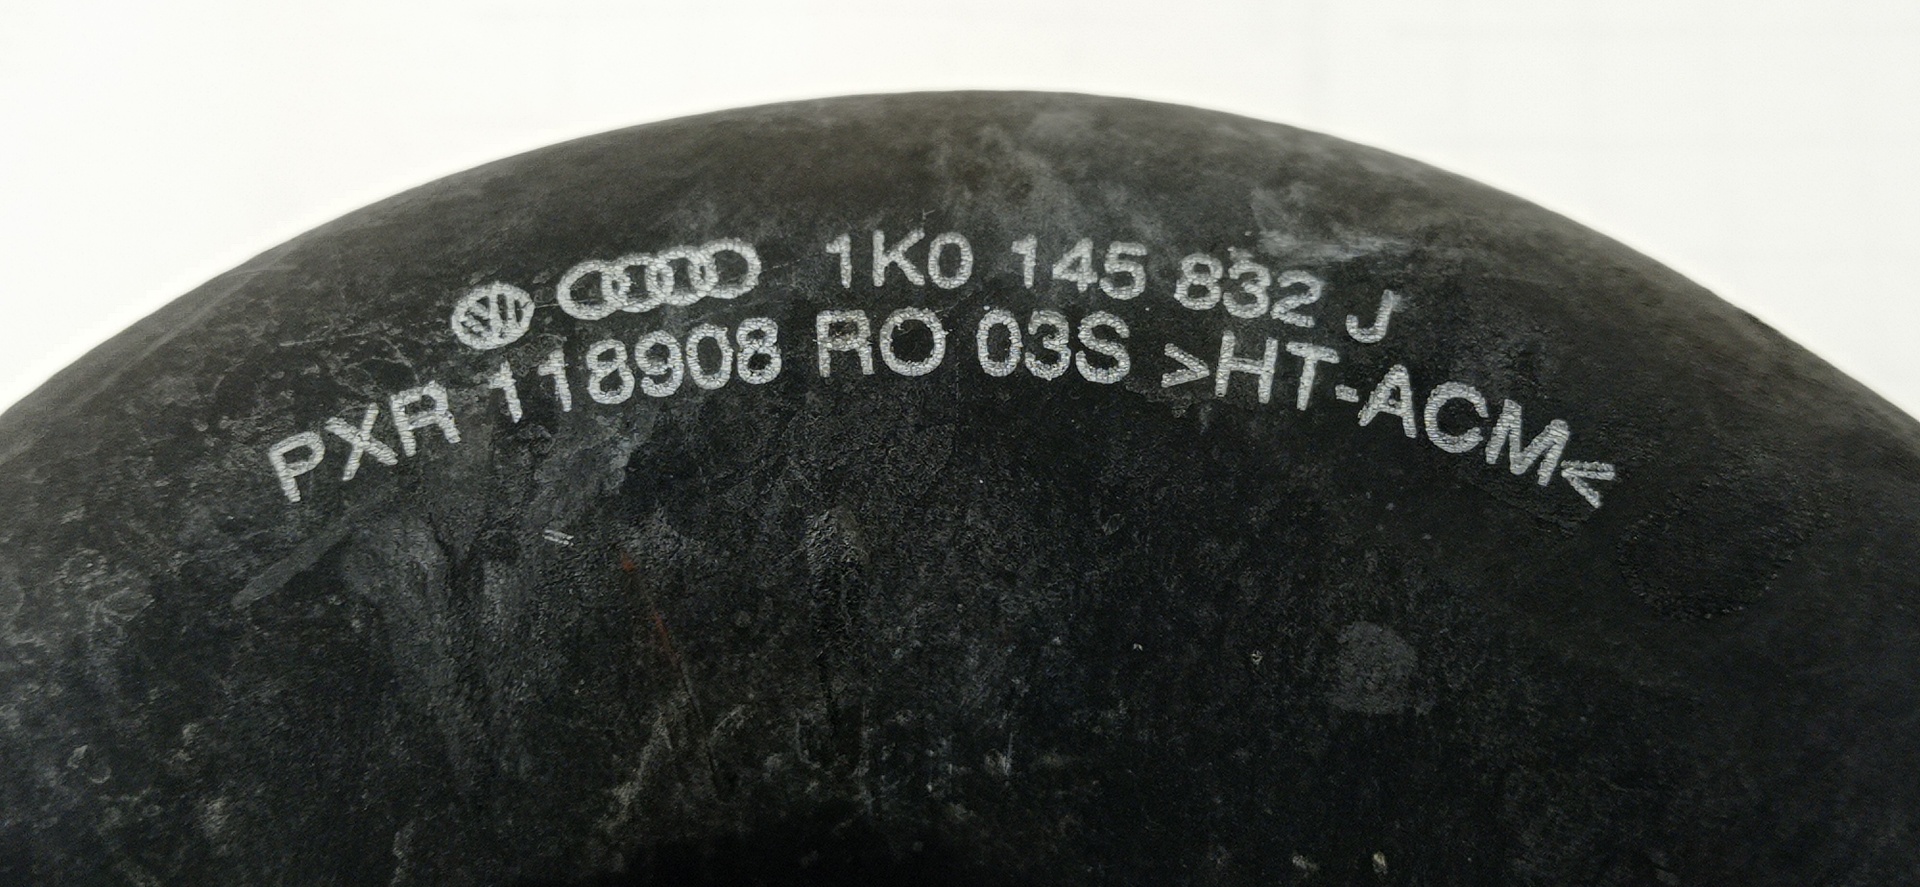 1K0 145 832 J
PXR 118908 RO 03S >HT-ACM<